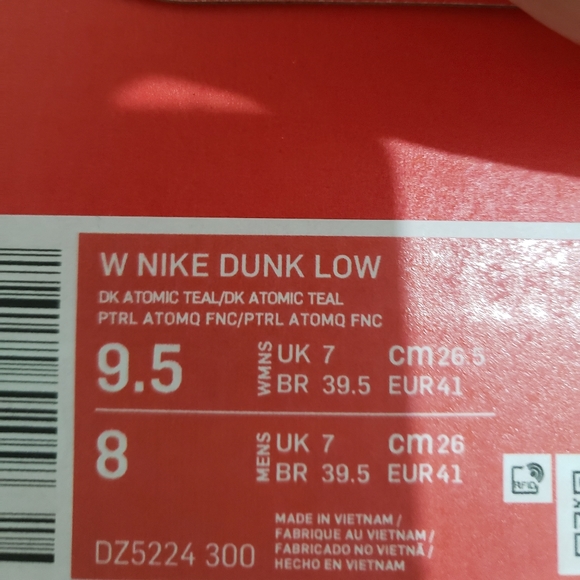 W NIKE DUNK LOW
DK ATOMIC TEAL/DK ATOMIC TEAL
PTRL ATOMQ FNC/PTRL ATOMQ FNC
9.5 WMNS UK 7 cm 26.5
BR 39.5 EUR 41
8 MENS UK 7 cm 26
BR 39.5 EUR 41
RFID
MADE IN VIETNAM /
FABRIQUE AU VIETNAM /
FABRICADO NO VIETNÃ /
HECHO EN VIETNAM
DZ5224 300